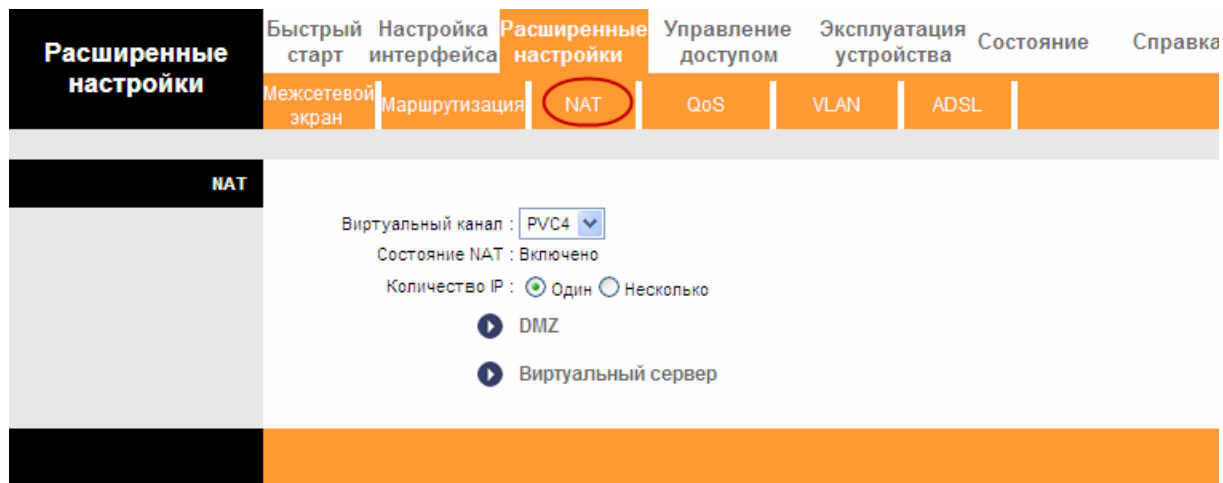 Расширенные
настройки
Быстрый
старт
Настройка
интерфейса
Расширенные
настройки
Управление
доступом
Эксплуатация
устройства
Состояние
Справка
Межсетевой
экран
Маршрутизация
NAT
QoS
VLAN
ADSL
NAT
Виртуальный канал : PVC4
Состояние NAT : Включено
Количество IP : Один Несколько
DMZ
Виртуальный сервер